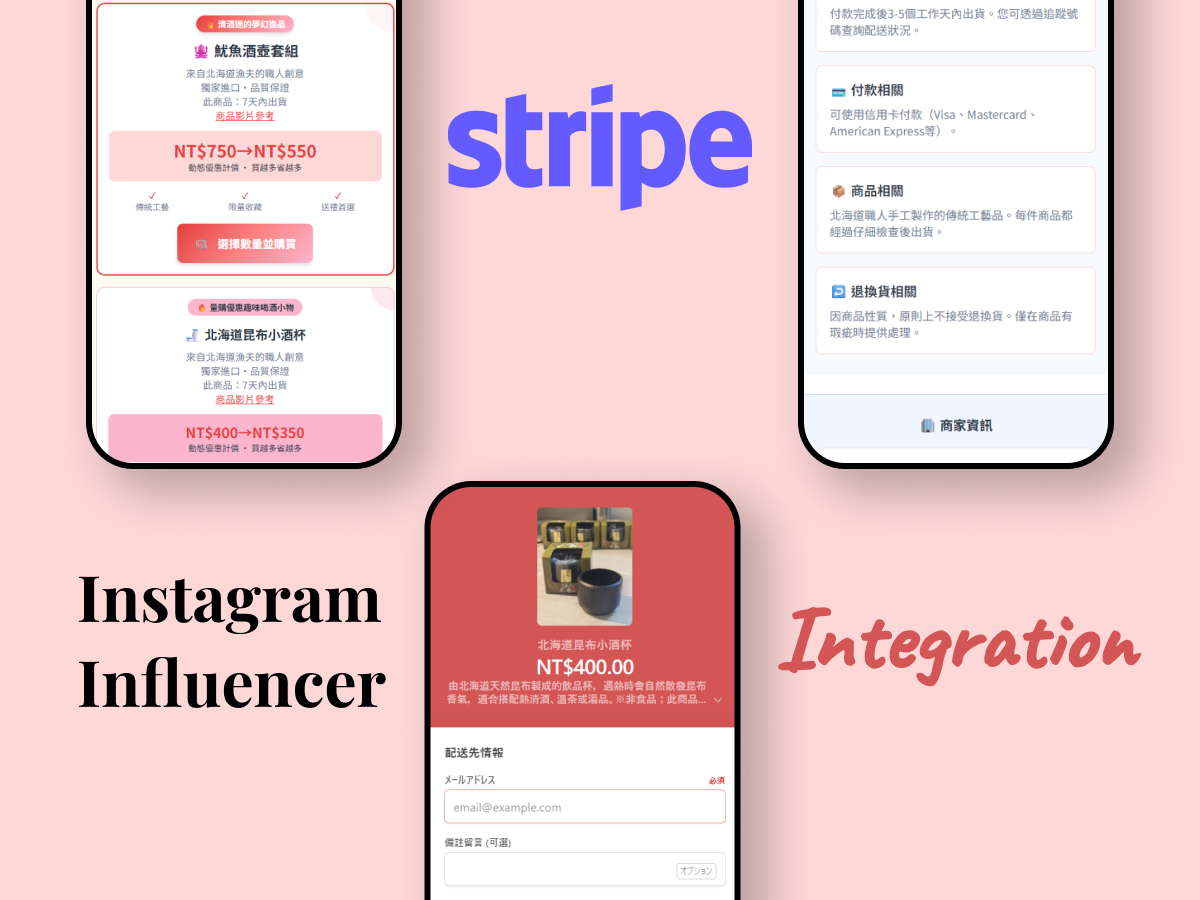 清酒迷的夢幻逸品
魷魚酒壺套組
來自北海道漁夫的職人創意
獨家進口・品質保證
此商品：7天內出貨
商品影片參考
NT$750→NT$550
動態優惠計價 • 買越多省越多
✓ ✓ ✓
傳統工藝 限量收藏 送禮首選
選擇數量並購買
量購優惠趣味喝酒小物
北海道昆布小酒杯
來自北海道漁夫的職人創意
獨家進口・品質保證
此商品：7天內出貨
商品影片參考
NT$400→NT$350
動態優惠計價 • 買越多省越多
stripe
付款完成後3-5個工作天內出貨。您可透過追蹤號
碼查詢配送狀況。
付款相關
可使用信用卡付款（Visa、Mastercard、
American Express等）。
商品相關
北海道職人手工製作的傳統工藝品。每件商品都
經過仔細檢查後出貨。
退換貨相關
因商品性質，原則上不接受退換貨。僅在商品有
瑕疵時提供處理。
商家資訊
Instagram
Influencer
北海道昆布小酒杯
NT$400.00
由北海道天然昆布製成的飲品杯，遇熱時會自然散發昆布
香氣，適合搭配熱清酒、溫茶或湯品。※非食品；此商品...
配送先情報
メールアドレス 必須
email@example.com
備註留言 (可選)
オプション
Integration